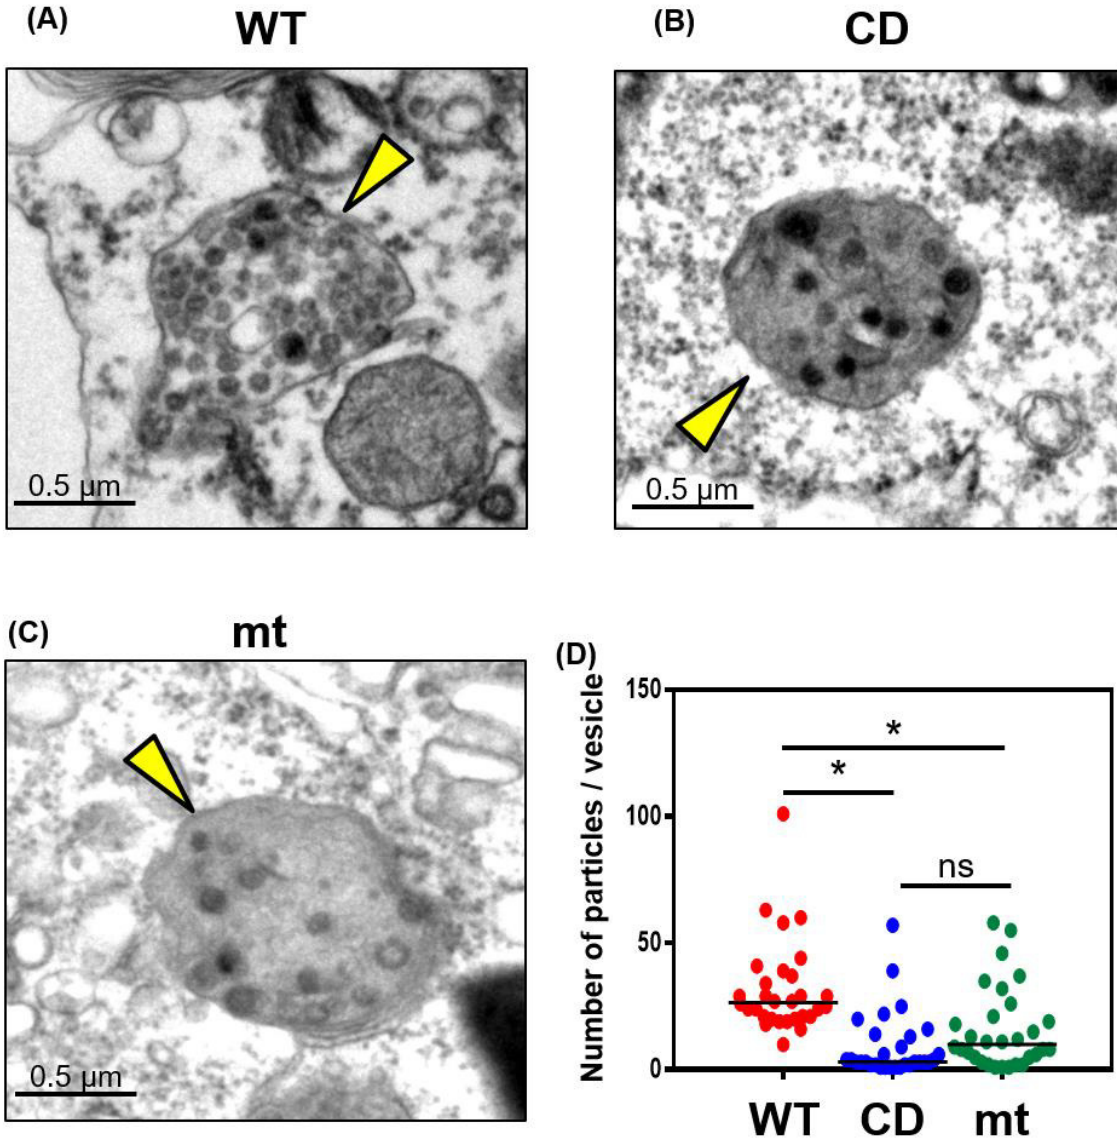 (A) WT
(B) CD
0.5 µm
0.5 µm
(C) mt
0.5 µm
(D)
Number of particles / vesicle
150
100
50
0
*
*
ns
WT CD mt